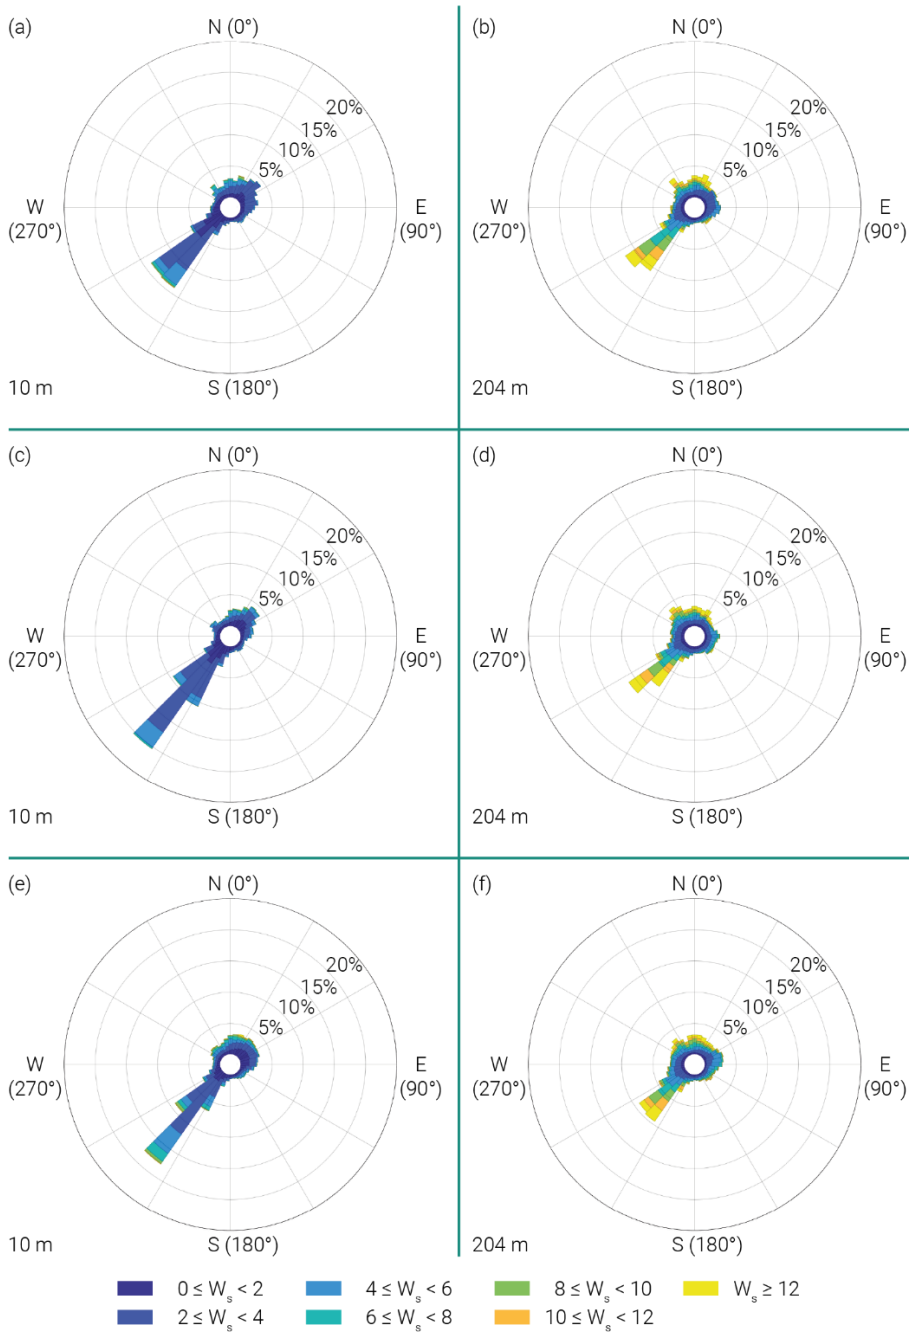 (a)
N (0°)
20%
15%
10%
5%
W
(270°)
E
(90°)
10 m
S (180°)
(b)
N (0°)
20%
15%
10%
5%
W
(270°)
E
(90°)
204 m
S (180°)
(c)
N (0°)
20%
15%
10%
5%
W
(270°)
E
(90°)
10 m
S (180°)
(d)
N (0°)
20%
15%
10%
5%
W
(270°)
E
(90°)
204 m
S (180°)
(e)
N (0°)
20%
15%
10%
5%
W
(270°)
E
(90°)
10 m
S (180°)
(f)
N (0°)
20%
15%
10%
5%
W
(270°)
E
(90°)
204 m
S (180°)
0 ≤ Wₛ < 2
4 ≤ Wₛ < 6
8 ≤ Wₛ < 10
Wₛ ≥ 12
2 ≤ Wₛ < 4
6 ≤ Wₛ < 8
10 ≤ Wₛ < 12